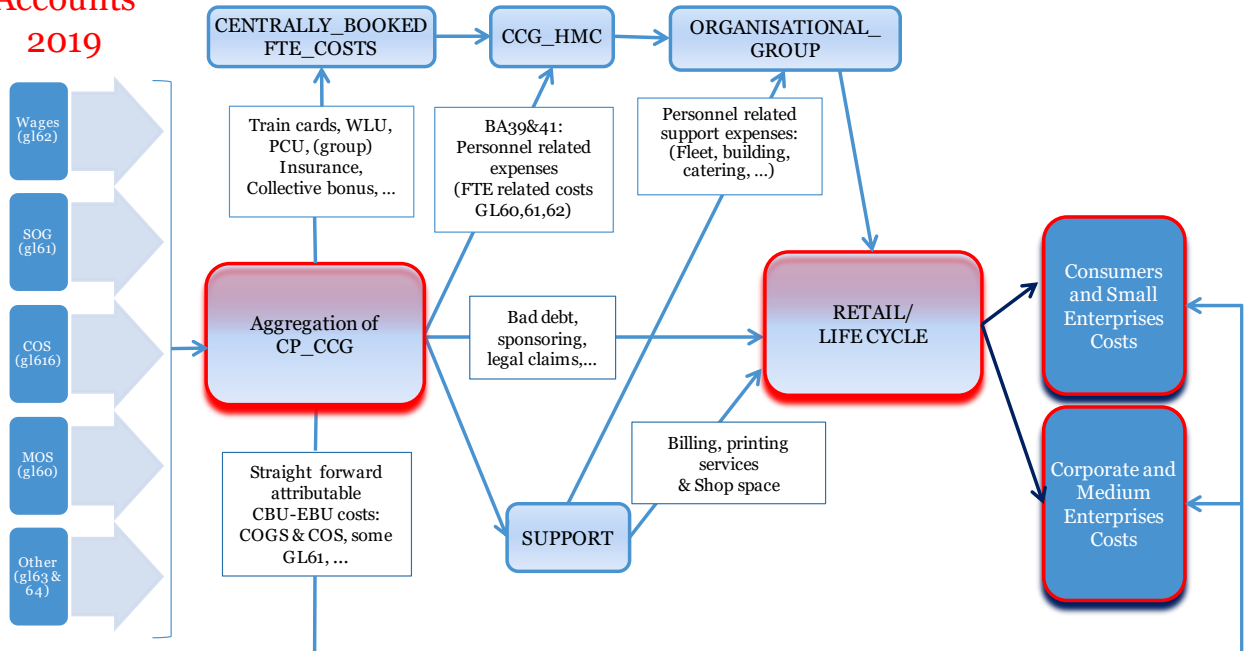 Accounts
2019
CENTRALLY_BOOKED
FTE_COSTS
CCG_HMC
ORGANISATIONAL_
GROUP
Wages
(gl62)
SOG
(gl61)
COS
(gl616)
MOS
(gl60)
Other
(gl63 &
64)
Train cards, WLU,
PCU, (group)
Insurance,
Collective bonus, …
BA39&41:
Personnel related
expenses
(FTE related costs
GL60,61,62)
Personnel related
support expenses:
(Fleet, building,
catering, …)
Aggregation of
CP_CCG
Bad debt,
sponsoring,
legal claims,…
RETAIL/
LIFE CYCLE
Consumers
and Small
Enterprises
Costs
Straight forward
attributable
CBU-EBU costs:
COGS & COS, some
GL61, …
SUPPORT
Billing, printing
services
& Shop space
Corporate and
Medium
Enterprises
Costs